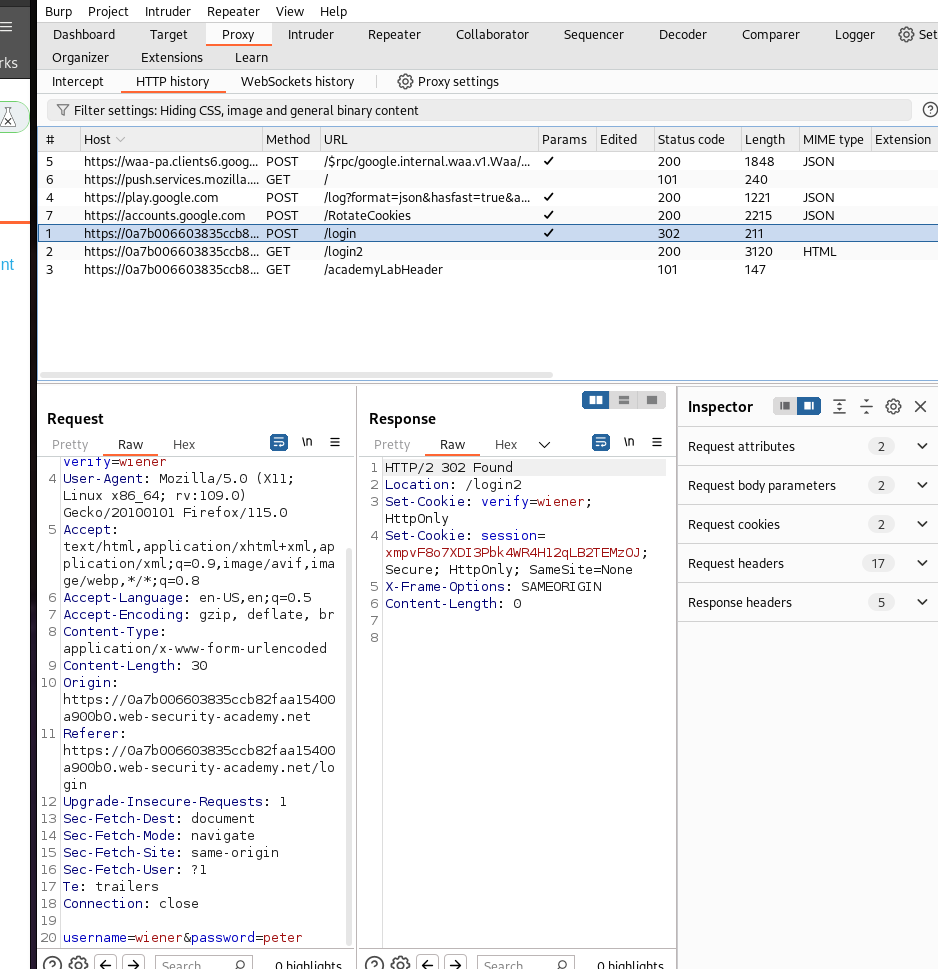 Burp Project Intruder Repeater View Help
Dashboard Target Proxy Intruder Repeater Collaborator Sequencer Decoder Comparer Logger Set
rks
Organizer Extensions Learn
Intercept HTTP history WebSockets history Proxy settings
Filter settings: Hiding CSS, image and general binary content
# Host Method URL Params Edited Status code Length MIME type Extension
5 https://waa-pa.clients6.goog... POST /$rpc/google.internal.waa.v1.Waa/... ✓ 200 1848 JSON
6 https://push.services.mozilla.... GET / 101 240
4 https://play.google.com POST /log?format=json&hasfast=true&a... ✓ 200 1221 JSON
7 https://accounts.google.com POST /RotateCookies ✓ 200 2215 JSON
1 https://0a7b006603835ccb8... POST /login ✓ 302 211
2 https://0a7b006603835ccb8... GET /login2 200 3120 HTML
3 https://0a7b006603835ccb8... GET /academyLabHeader 101 147
nt
Request
Pretty Raw Hex \n
verify=wiener
4 User-Agent: Mozilla/5.0 (X11;
Linux x86_64; rv:109.0)
Gecko/20100101 Firefox/115.0
5 Accept:
text/html,application/xhtml+xml,ap
plication/xml;q=0.9,image/avif,ima
ge/webp,*/*;q=0.8
6 Accept-Language: en-US,en;q=0.5
7 Accept-Encoding: gzip, deflate, br
8 Content-Type:
application/x-www-form-urlencoded
9 Content-Length: 30
10 Origin:
https://0a7b006603835ccb82faa15400
a900b0.web-security-academy.net
11 Referer:
https://0a7b006603835ccb82faa15400
a900b0.web-security-academy.net/lo
gin
12 Upgrade-Insecure-Requests: 1
13 Sec-Fetch-Dest: document
14 Sec-Fetch-Mode: navigate
15 Sec-Fetch-Site: same-origin
16 Sec-Fetch-User: ?1
17 Te: trailers
18 Connection: close
19
20 username=wiener&password=peter
Search 0 highlights
Response
Pretty Raw Hex \n
1 HTTP/2 302 Found
2 Location: /login2
3 Set-Cookie: verify=wiener;
HttpOnly
4 Set-Cookie: session=
xmpvF8o7XDI3Pbk4WR4H12qLB2TEMzOJ;
Secure; HttpOnly; SameSite=None
5 X-Frame-Options: SAMEORIGIN
6 Content-Length: 0
7
8
Search 0 highlights
Inspector
Request attributes 2
Request body parameters 2
Request cookies 2
Request headers 17
Response headers 5